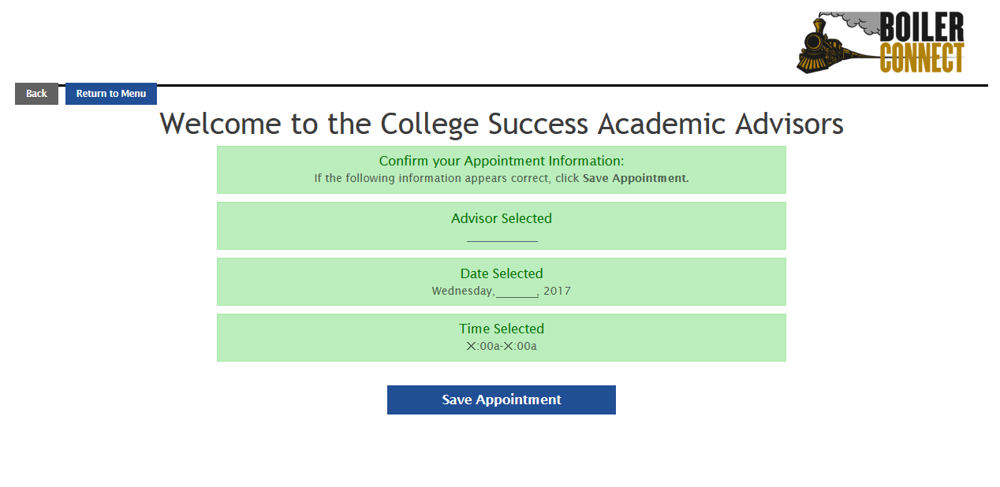 BOILER
CONNECT
Back
Return to Menu
Welcome to the College Success Academic Advisors
Confirm your Appointment Information:
If the following information appears correct, click Save Appointment.
Advisor Selected
__________
Date Selected
Wednesday,______, 2017
Time Selected
X:00a-X:00a
Save Appointment